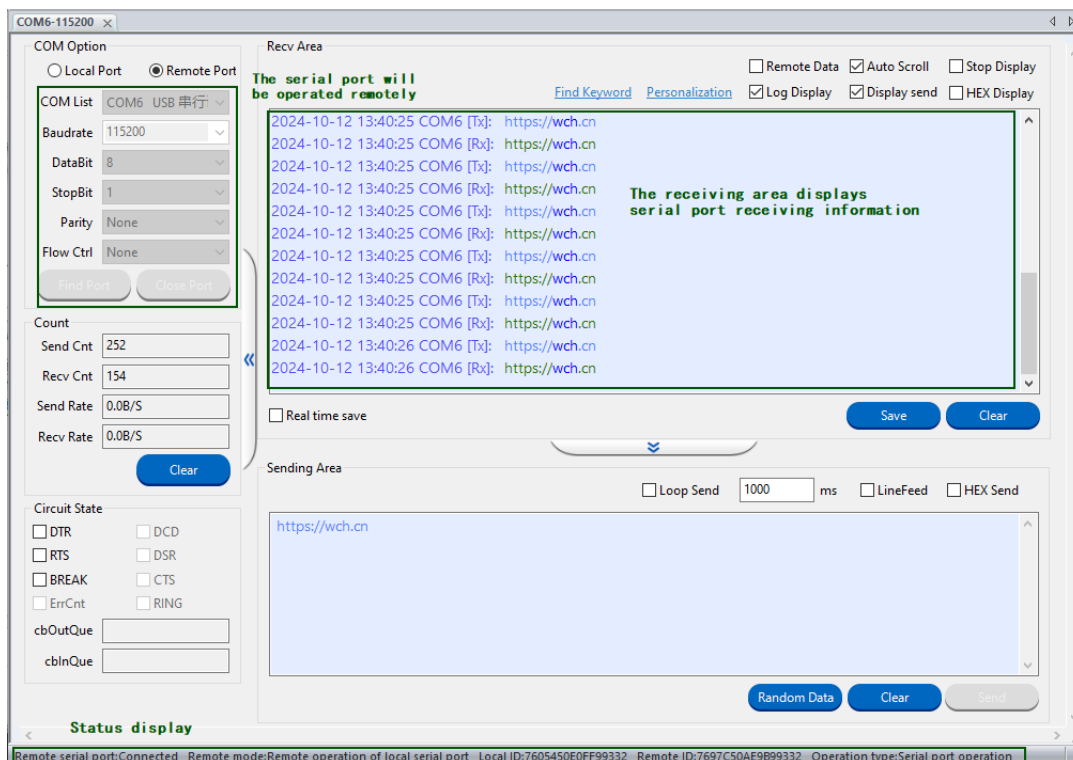 COM6-115200
COM Option
Local Port Remote Port
COM List COM6 USB 串行
Baudrate 115200
DataBit 8
StopBit 1
Parity None
Flow Ctrl None
Find Port Close Port
Count
Send Cnt 252
Recv Cnt 154
Send Rate 0.0B/S
Recv Rate 0.0B/S
Clear
Circuit State
DTR DCD
RTS DSR
BREAK CTS
ErrCnt RING
cbOutQue
cbInQue
Status display
Recv Area
The serial port will
be operated remotely
Find Keyword Personalization
Remote Data Auto Scroll Stop Display
Log Display Display send HEX Display
2024-10-12 13:40:25 COM6 [Tx]: https://wch.cn
2024-10-12 13:40:25 COM6 [Rx]: https://wch.cn
2024-10-12 13:40:25 COM6 [Tx]: https://wch.cn
2024-10-12 13:40:25 COM6 [Rx]: https://wch.cn
2024-10-12 13:40:25 COM6 [Tx]: https://wch.cn
2024-10-12 13:40:25 COM6 [Rx]: https://wch.cn
2024-10-12 13:40:25 COM6 [Tx]: https://wch.cn
2024-10-12 13:40:25 COM6 [Rx]: https://wch.cn
2024-10-12 13:40:25 COM6 [Tx]: https://wch.cn
2024-10-12 13:40:25 COM6 [Rx]: https://wch.cn
2024-10-12 13:40:26 COM6 [Tx]: https://wch.cn
2024-10-12 13:40:26 COM6 [Rx]: https://wch.cn
The receiving area displays
serial port receiving information
Real time save
Save Clear
Sending Area
Loop Send 1000 ms LineFeed HEX Send
https://wch.cn
Random Data Clear Send
Remote serial port:Connected Remote mode:Remote operation of local serial port Local ID:7605450E0FF99332 Remote ID:7697C50AE9B99332 Operation type:Serial port operation